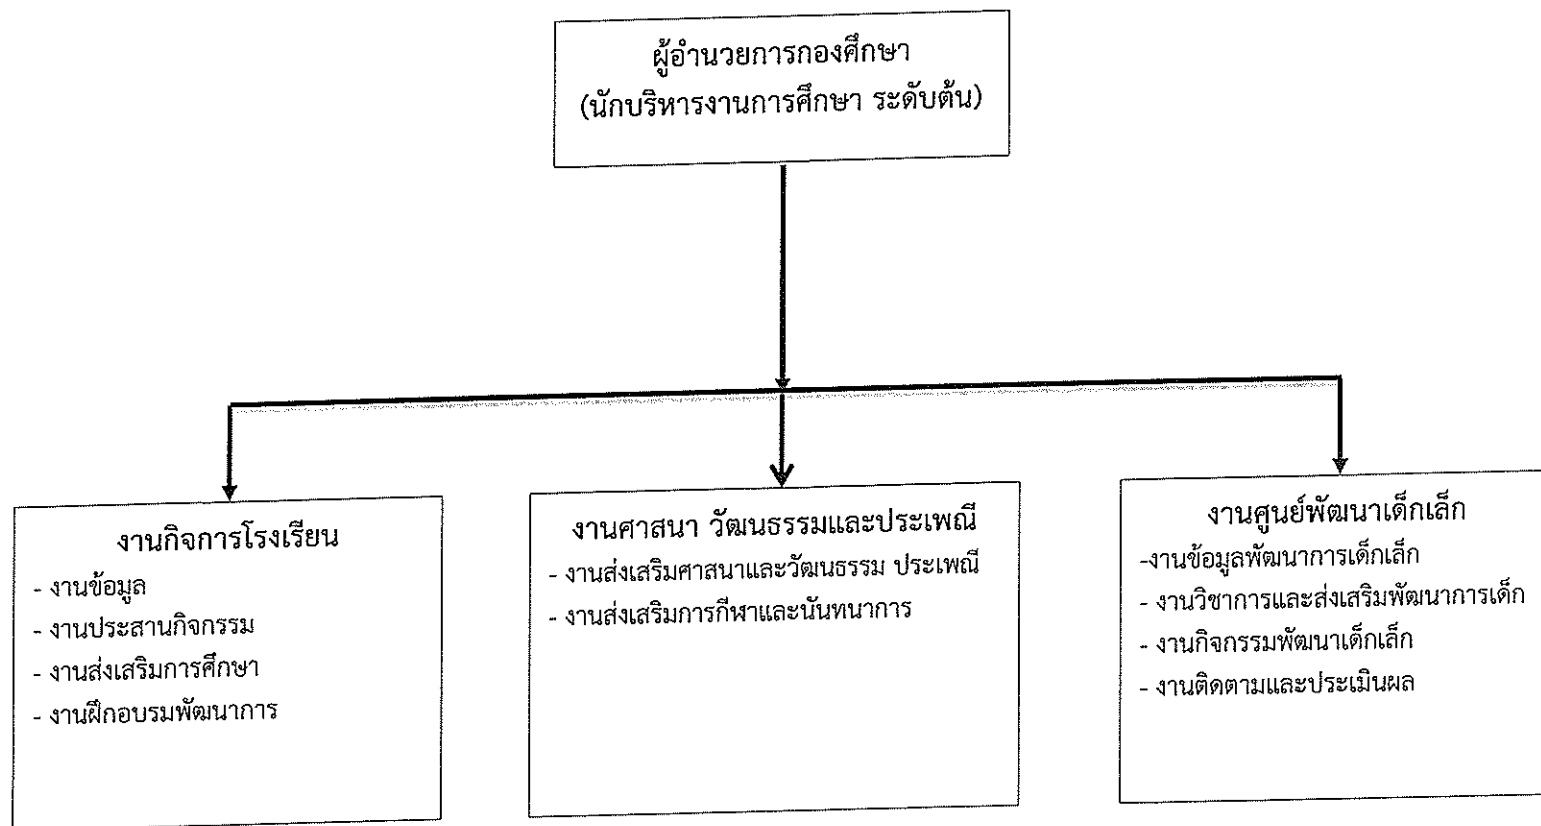 ผู้อำนวยการกองศึกษา
(นักบริหารงานการศึกษา ระดับต้น)
งานกิจการโรงเรียน
- งานข้อมูล
- งานประสานกิจกรรม
- งานส่งเสริมการศึกษา
- งานฝึกอบรมพัฒนาการ
งานศาสนา วัฒนธรรมและประเพณี
- งานส่งเสริมศาสนาและวัฒนธรรม ประเพณี
- งานส่งเสริมการกีฬาและนันทนาการ
งานศูนย์พัฒนาเด็กเล็ก
-งานข้อมูลพัฒนาการเด็กเล็ก
- งานวิชาการและส่งเสริมพัฒนาการเด็ก
- งานกิจกรรมพัฒนาเด็กเล็ก
- งานติดตามและประเมินผล